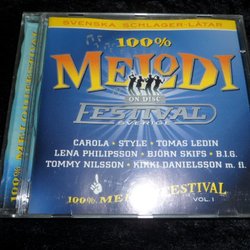 SVENSKA SCHLAGER-LÅTAR
100%
MELODI
ON DISC
FESTIVAL
SVERIGE
CAROLA • STYLE • TOMAS LEDIN
LENA PHILIPSSON • BJÖRN SKIFS • B.I.G.
TOMMY NILSSON • KIKKI DANIELSSON m. fl.
100% MELODI FESTIVAL
VOL. 1